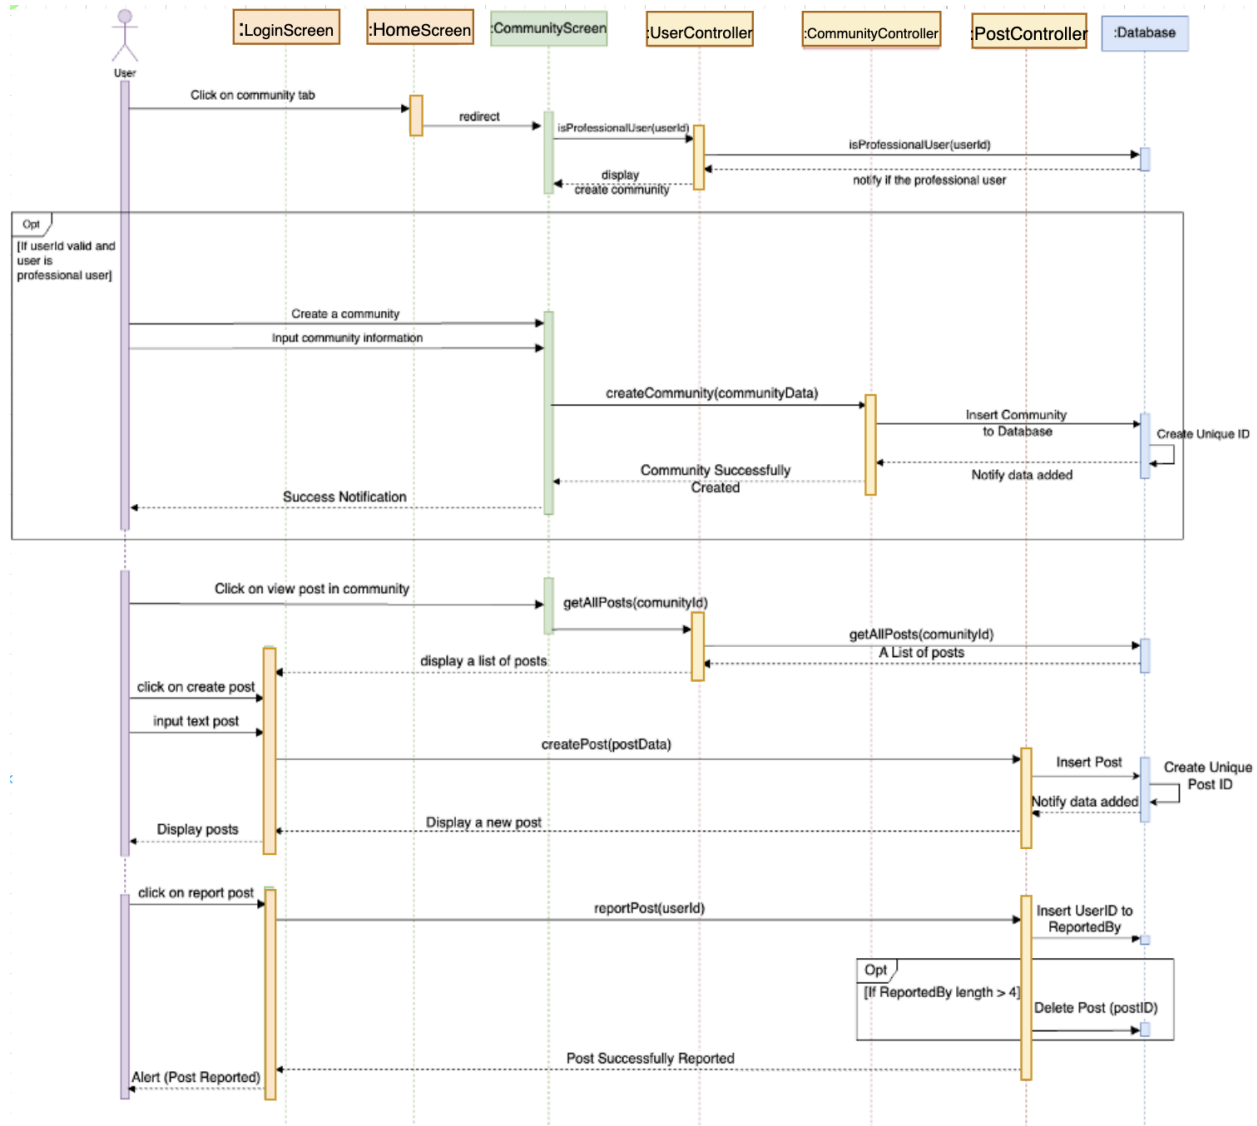 :LoginScreen
:HomeScreen
:CommunityScreen
:UserController
:CommunityController
:PostController
:Database
User
Click on community tab
redirect
isProfessionalUser(userId)
isProfessionalUser(userId)
display
create community
notify if the professional user
Opt
[If userId valid and
user is
professional user]
Create a community
Input community information
createCommunity(communityData)
Insert Community
to Database
Create Unique ID
Notify data added
Community Successfully
Created
Success Notification
Click on view post in community
getAllPosts(comunityId)
getAllPosts(comunityId)
A List of posts
display a list of posts
click on create post
input text post
createPost(postData)
Insert Post
Create Unique
Post ID
Notify data added
Display a new post
Display posts
click on report post
reportPost(userId)
Insert UserID to
ReportedBy
Opt
[If ReportedBy length > 4]
Delete Post (postID)
Post Successfully Reported
Alert (Post Reported)